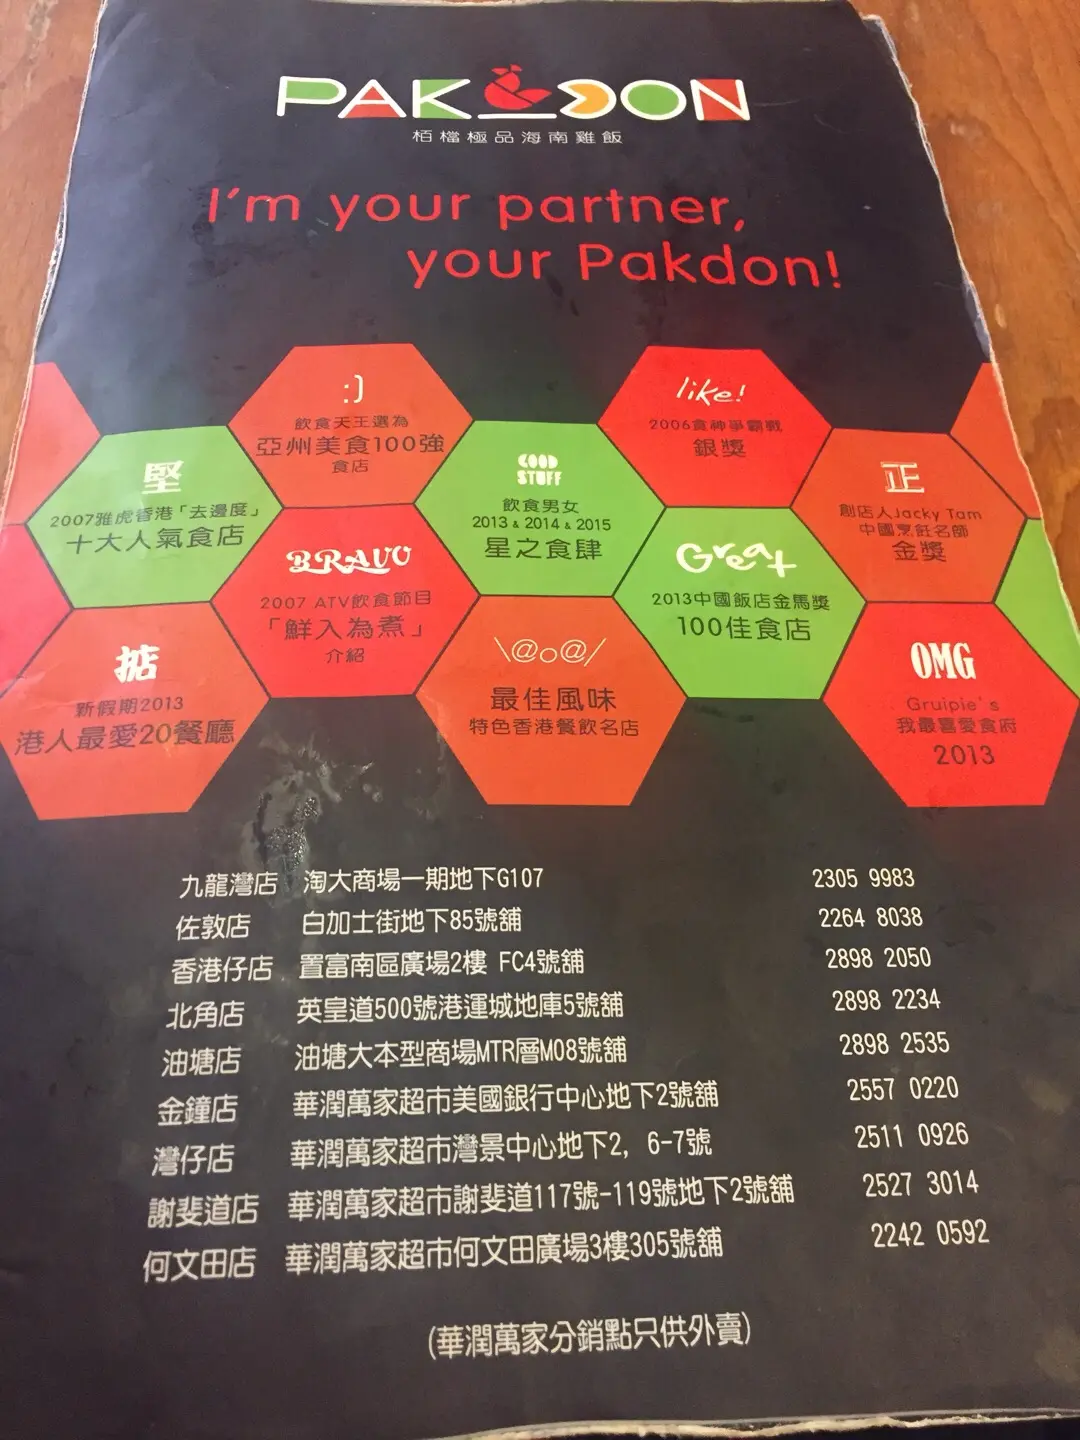 PAKDON
栢檔極品海南雞飯
I'm your partner,
your Pakdon!
:)
飲食天王選為
亞州美食100強
食店
like!
2006食神爭霸戰
銀獎
堅
2007雅虎香港「去邊度」
十大人氣食店
GOOD
STUFF
飲食男女
2013 & 2014 & 2015
星之食肆
正
創店人Jacky Tam
中國烹飪名師
金獎
BRAVO
2007 ATV飲食節目
「鮮入為煮」
介紹
Great
2013中國飯店金馬獎
100佳食店
掂
新假期2013
港人最愛20餐廳
\@o@/
最佳風味
特色香港餐飲名店
OMG
Gruipie's
我最喜愛食府
2013
九龍灣店 淘大商場一期地下G107 2305 9983
佐敦店 白加士街地下85號舖 2264 8038
香港仔店 置富南區廣場2樓 FC4號舖 2898 2050
北角店 英皇道500號港運城地庫5號舖 2898 2234
油塘店 油塘大本型商場MTR層M08號舖 2898 2535
金鐘店 華潤萬家超市美國銀行中心地下2號舖 2557 0220
灣仔店 華潤萬家超市灣景中心地下2, 6-7號 2511 0926
謝斐道店 華潤萬家超市謝斐道117號-119號地下2號舖 2527 3014
何文田店 華潤萬家超市何文田廣場3樓305號舖 2242 0592
(華潤萬家分銷點只供外賣)